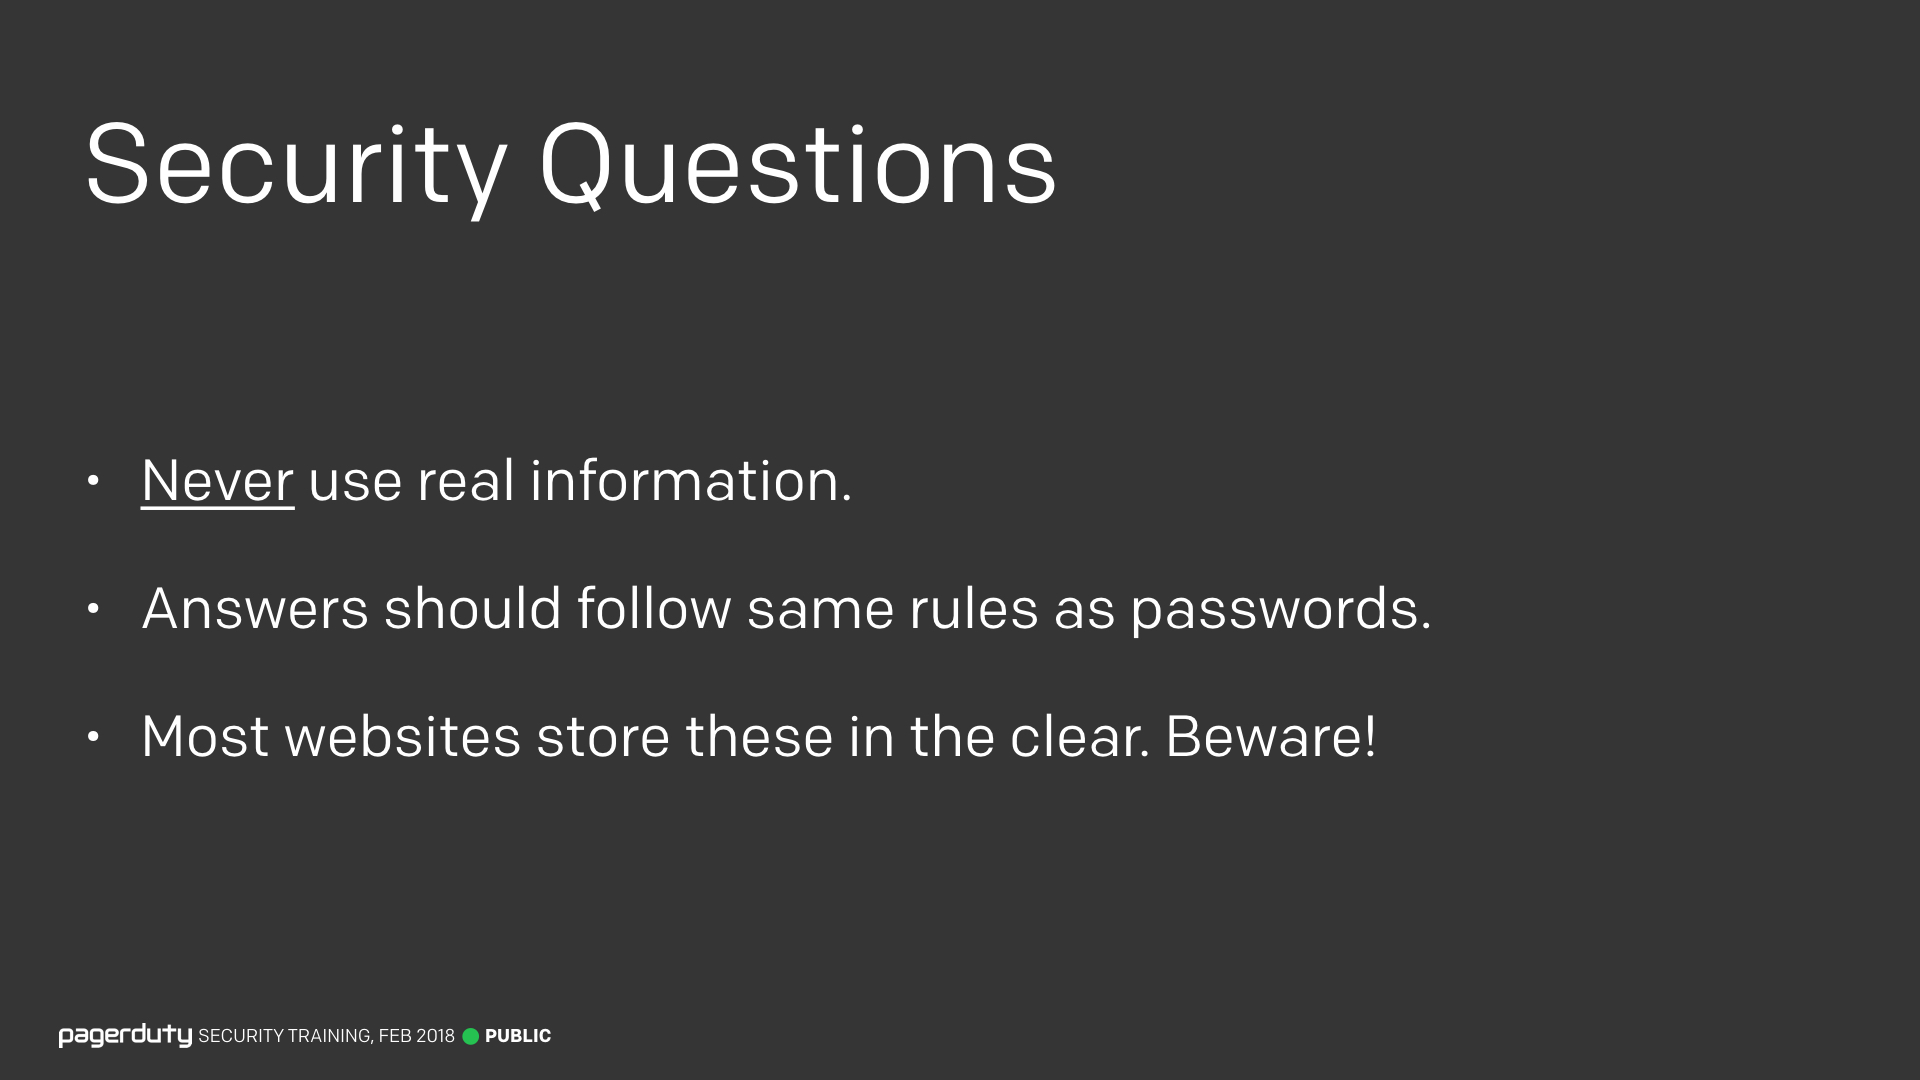 Security Questions
• Never use real information.
• Answers should follow same rules as passwords.
• Most websites store these in the clear. Beware!
pagerduty SECURITY TRAINING, FEB 2018 PUBLIC